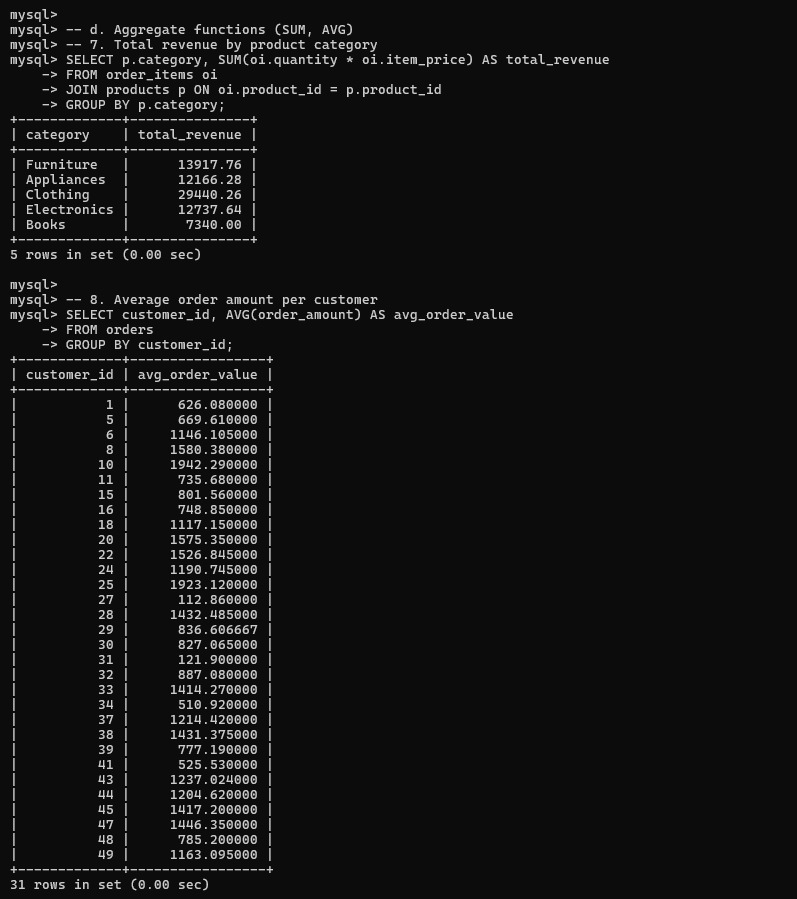 mysql>
mysql> -- d. Aggregate functions (SUM, AVG)
mysql> -- 7. Total revenue by product category
mysql> SELECT p.category, SUM(oi.quantity * oi.item_price) AS total_revenue
    -> FROM order_items oi
    -> JOIN products p ON oi.product_id = p.product_id
    -> GROUP BY p.category;
+-------------+---------------+
| category    | total_revenue |
+-------------+---------------+
| Furniture   |      13917.76 |
| Appliances  |      12166.28 |
| Clothing    |      29440.26 |
| Electronics |      12737.64 |
| Books       |       7340.00 |
+-------------+---------------+
5 rows in set (0.00 sec)

mysql>
mysql> -- 8. Average order amount per customer
mysql> SELECT customer_id, AVG(order_amount) AS avg_order_value
    -> FROM orders
    -> GROUP BY customer_id;
+-------------+-----------------+
| customer_id | avg_order_value |
+-------------+-----------------+
|           1 |      626.080000 |
|           5 |      669.610000 |
|           6 |     1146.105000 |
|           8 |     1580.380000 |
|          10 |     1942.290000 |
|          11 |      735.680000 |
|          15 |      801.560000 |
|          16 |      748.850000 |
|          18 |     1117.150000 |
|          20 |     1575.350000 |
|          22 |     1526.845000 |
|          24 |     1190.745000 |
|          25 |     1923.120000 |
|          27 |      112.860000 |
|          28 |     1432.485000 |
|          29 |      836.606667 |
|          30 |      827.065000 |
|          31 |      121.900000 |
|          32 |      887.080000 |
|          33 |     1414.270000 |
|          34 |      510.920000 |
|          37 |     1214.420000 |
|          38 |     1431.375000 |
|          39 |      777.190000 |
|          41 |      525.530000 |
|          43 |     1237.024000 |
|          44 |     1204.620000 |
|          45 |     1417.200000 |
|          47 |     1446.350000 |
|          48 |      785.200000 |
|          49 |     1163.095000 |
+-------------+-----------------+
31 rows in set (0.00 sec)